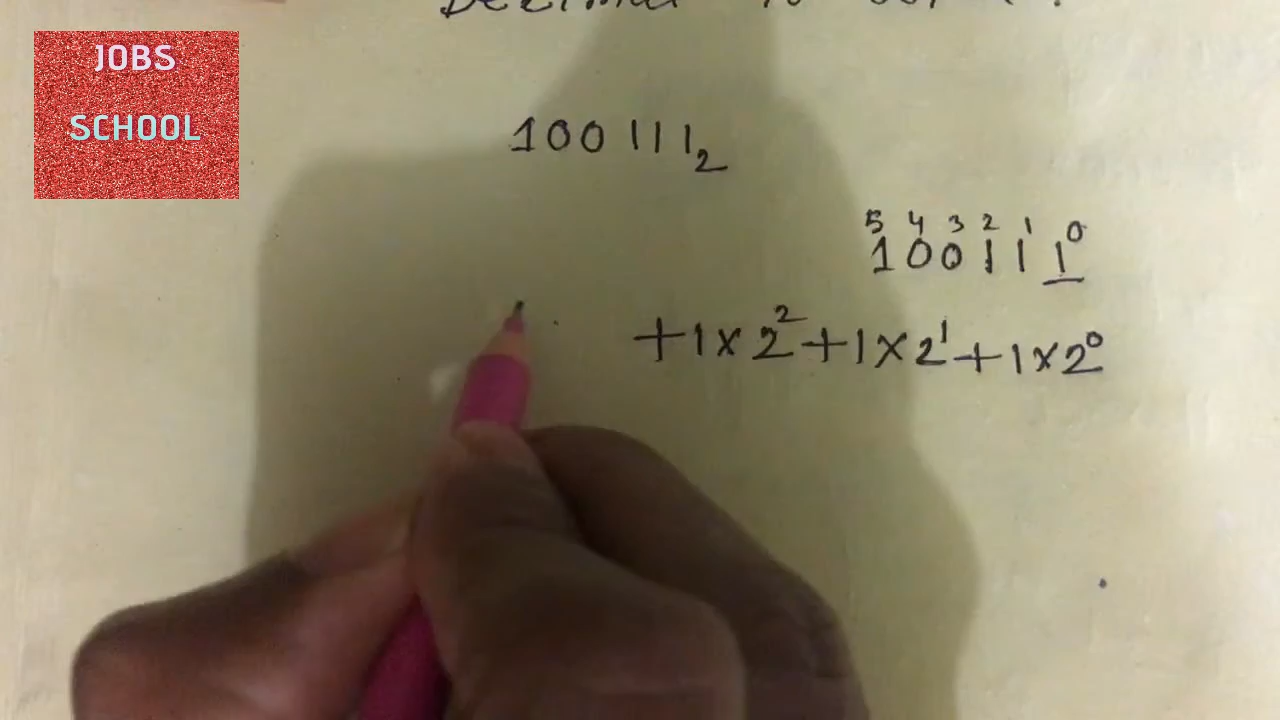 JOBS
SCHOOL
100111₂
5 4 3 2 1 0
1 0 0 1 1 1
+1×2²+1×2¹+1×2⁰